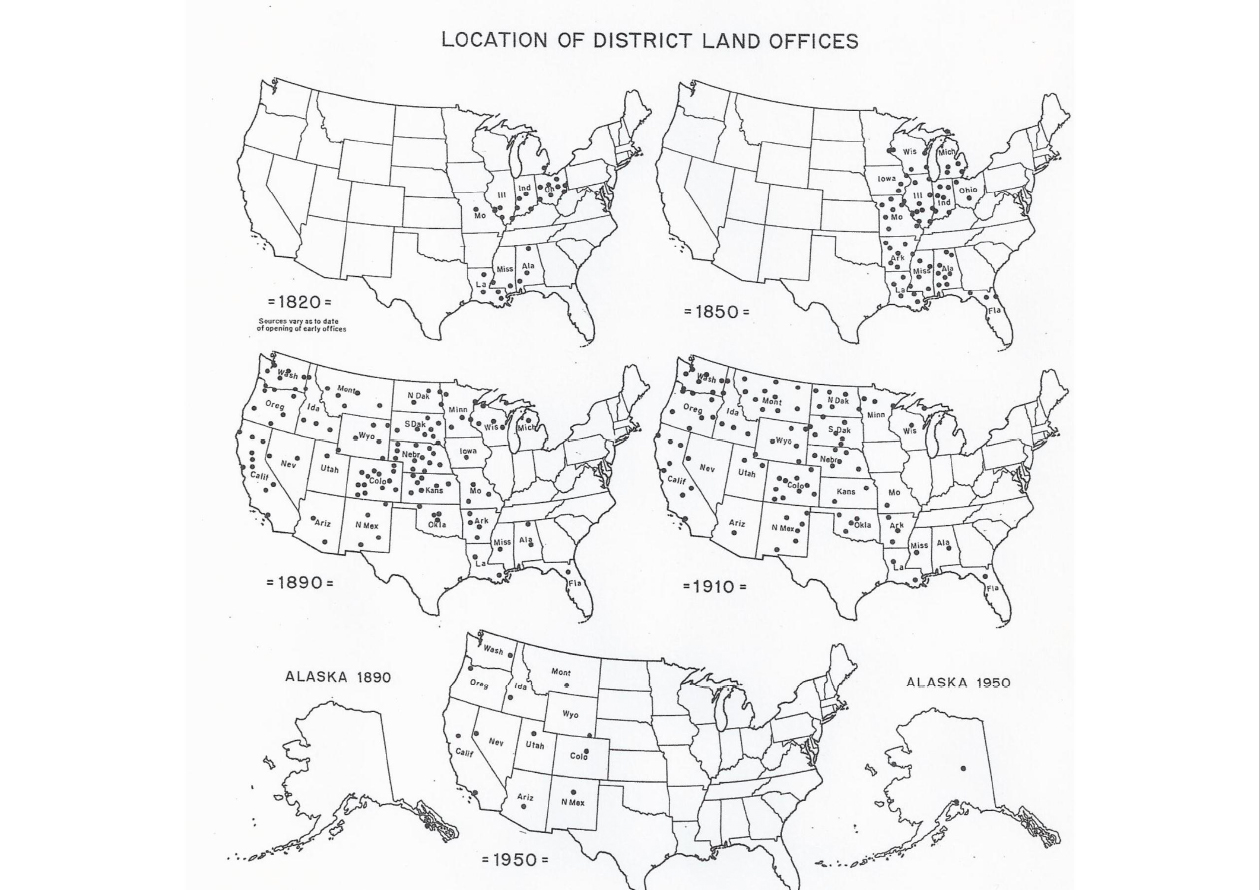 LOCATION OF DISTRICT LAND OFFICES
Wis
Mich
Iowa
Ill
Ind
Ohio
Mo
Ark
Miss
Ala
La
Fla
=1850=
Ill
Ind
Mo
Miss
Ala
La
=1820=
Sources vary as to date
of opening of early offices
Wash
Mont
N Dak
Minn
Oreg
Ida
S Dak
Wis
Mich
Wyo
Nebr
Iowa
Nev
Utah
Calif
Colo
Kans
Mo
Ariz
N Mex
Okla
Ark
Miss
Ala
La
Fla
=1890=
Wash
Mont
N Dak
Minn
Oreg
Ida
S Dak
Wis
Wyo
Nebr
Nev
Utah
Calif
Colo
Kans
Mo
Ariz
N Mex
Okla
Ark
Miss
Ala
La
Fla
=1910=
ALASKA 1890
Wash
Mont
Oreg
Ida
Wyo
Nev
Utah
Calif
Colo
Ariz
N Mex
=1950=
ALASKA 1950